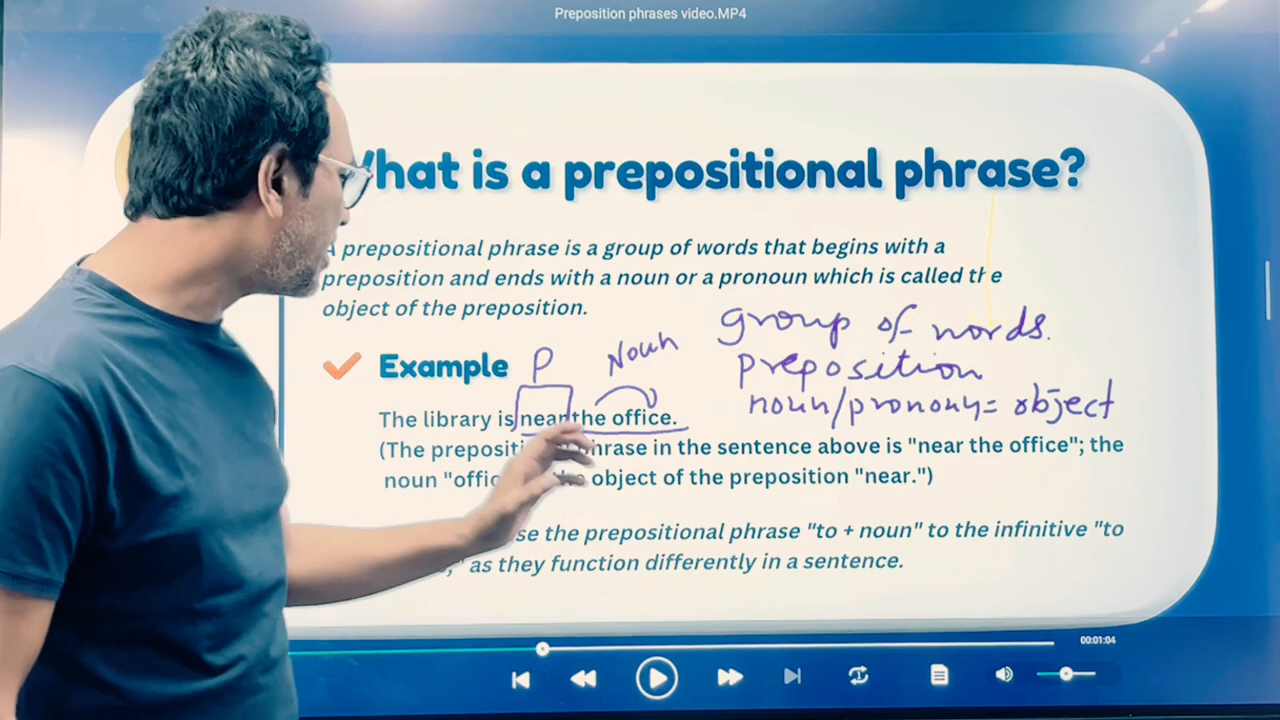 Preposition phrases video.MP4
What is a prepositional phrase?
A prepositional phrase is a group of words that begins with a
preposition and ends with a noun or a pronoun which is called the
object of the preposition.
group of words.
Example P Noun preposition
noun/pronoun = object
The library is near the office.
(The prepositi phrase in the sentence above is "near the office"; the
noun "offic object of the preposition "near.")
se the prepositional phrase "to + noun" to the infinitive "to
," as they function differently in a sentence.
00:01:04